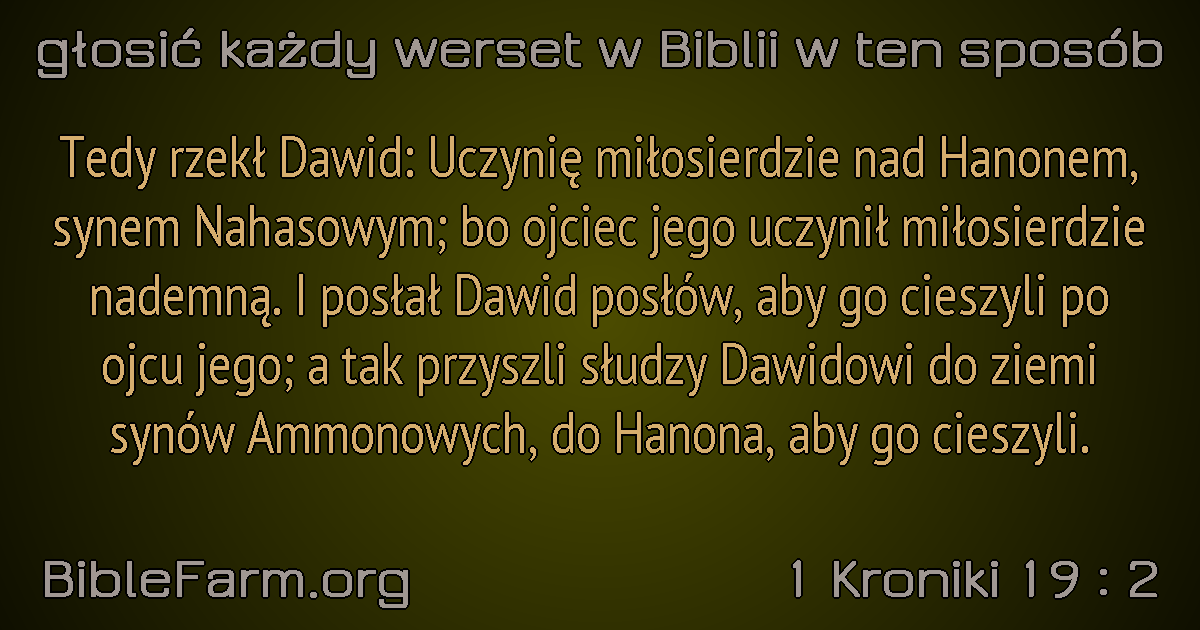 głosić każdy werset w Biblii w ten sposób
Tedy rzekł Dawid: Uczynię miłosierdzie nad Hanonem,
synem Nahasowym; bo ojciec jego uczynił miłosierdzie
nademną. I posłał Dawid posłów, aby go cieszyli po
ojcu jego; a tak przyszli słudzy Dawidowi do ziemi
synów Ammonowych, do Hanona, aby go cieszyli.
BibleFarm.org
1 Kroniki 19 : 2